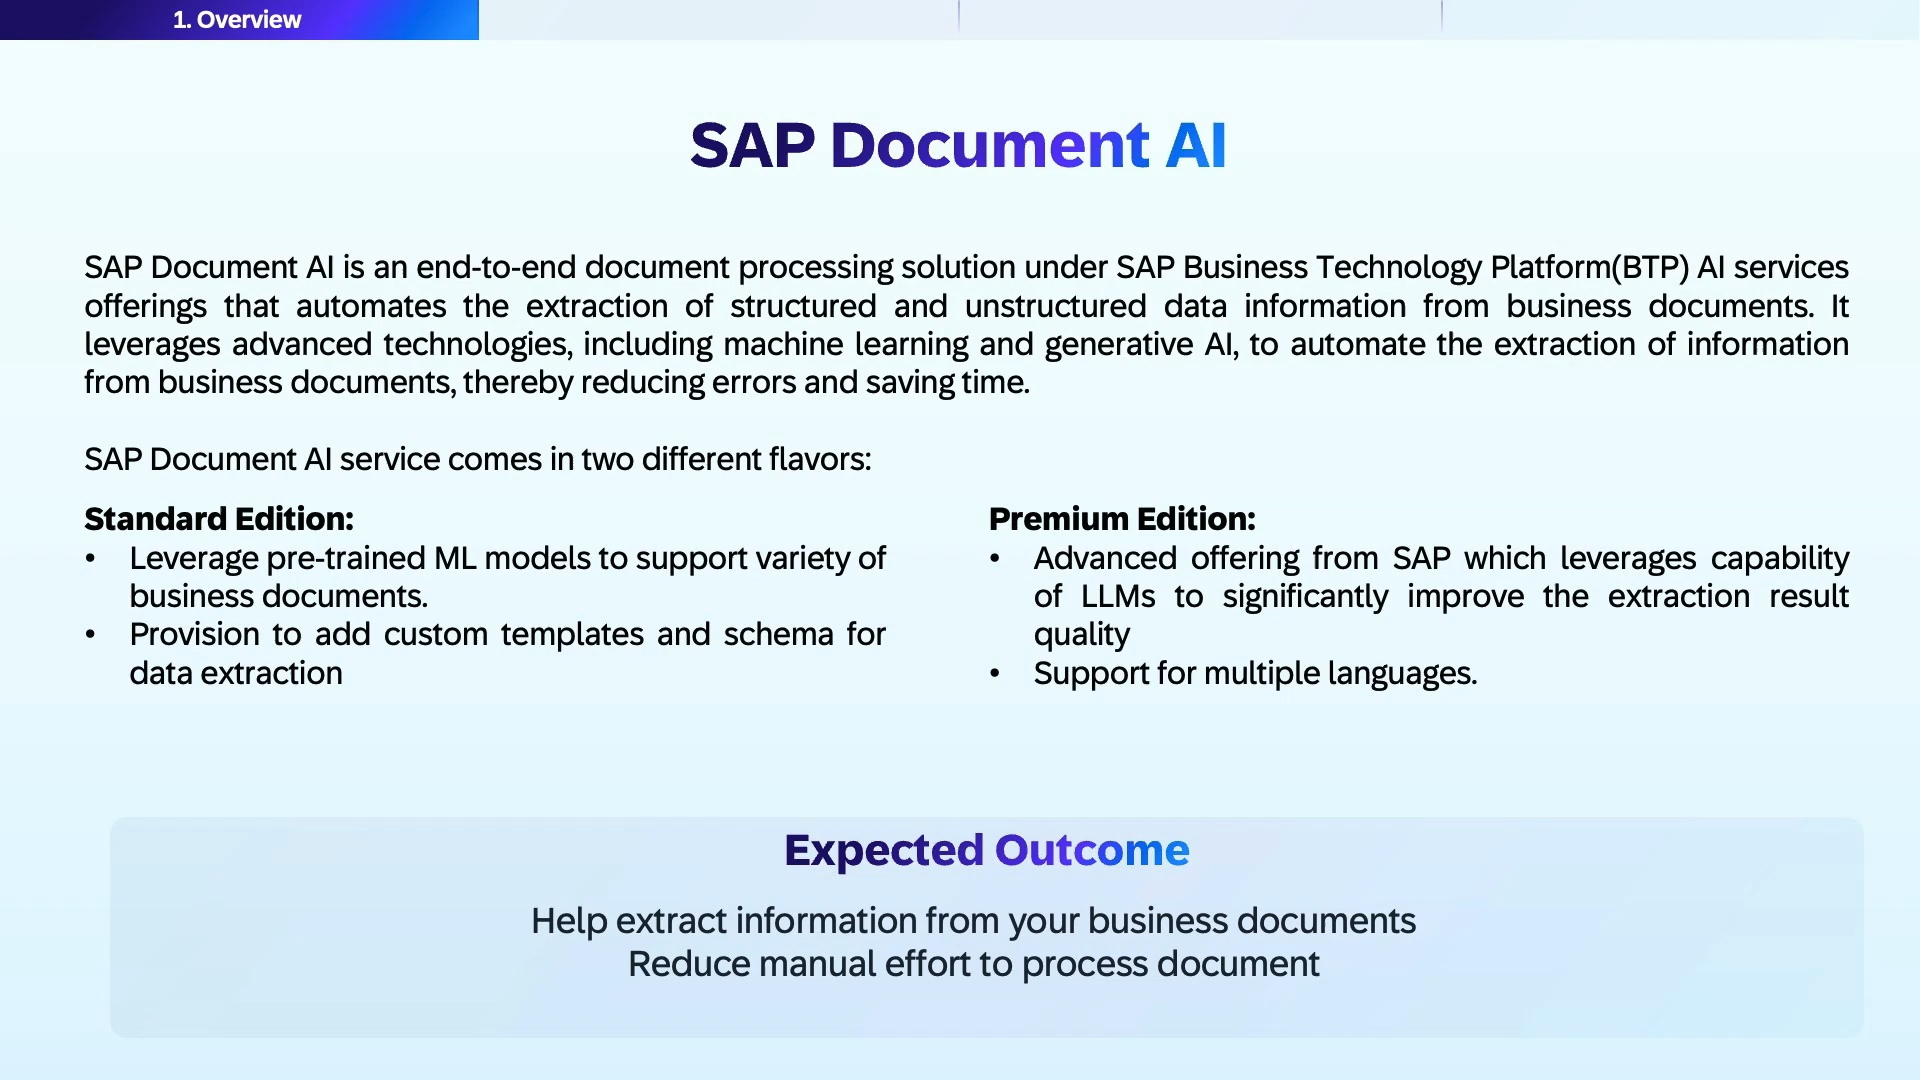 1. Overview
SAP Document AI
SAP Document AI is an end-to-end document processing solution under SAP Business Technology Platform(BTP) AI services
offerings that automates the extraction of structured and unstructured data information from business documents. It
leverages advanced technologies, including machine learning and generative AI, to automate the extraction of information
from business documents, thereby reducing errors and saving time.
SAP Document AI service comes in two different flavors:
Standard Edition:
• Leverage pre-trained ML models to support variety of
business documents.
• Provision to add custom templates and schema for
data extraction
Premium Edition:
• Advanced offering from SAP which leverages capability
of LLMs to significantly improve the extraction result
quality
• Support for multiple languages.
Expected Outcome
Help extract information from your business documents
Reduce manual effort to process document